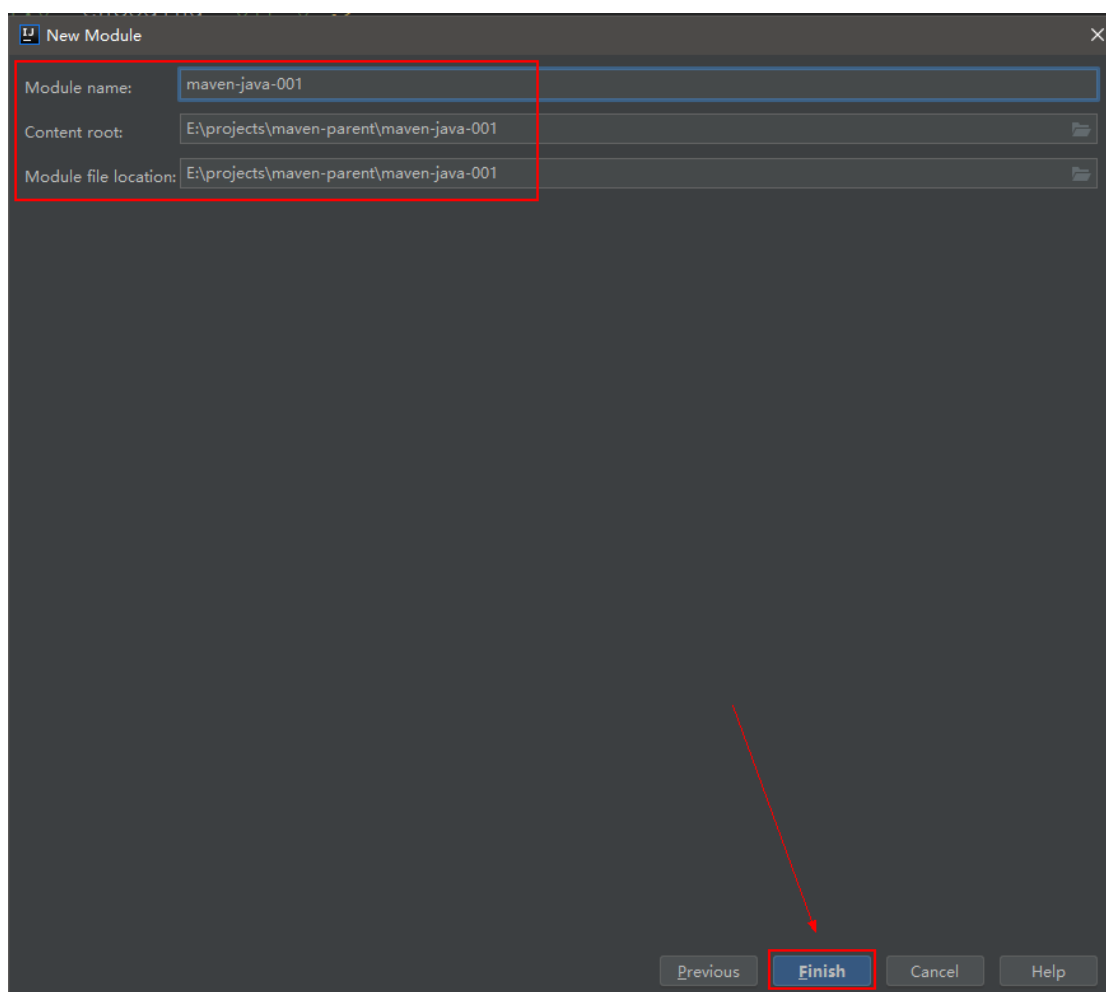 New Module
Module name: maven-java-001
Content root: E:\projects\maven-parent\maven-java-001
Module file location: E:\projects\maven-parent\maven-java-001
Previous Finish Cancel Help